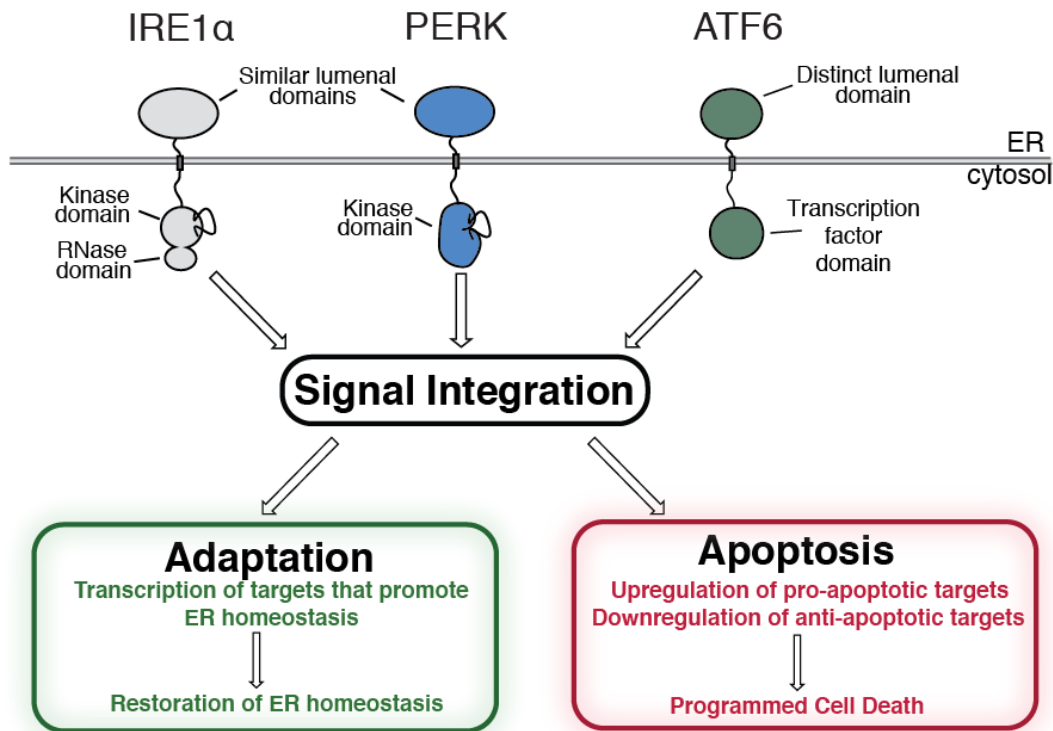 IRE1α
PERK
ATF6
Similar lumenal
domains
Distinct lumenal
domain
ER
cytosol
Kinase
domain
RNase
domain
Kinase
domain
Transcription
factor
domain
Signal Integration
Adaptation
Transcription of targets that promote
ER homeostasis
Restoration of ER homeostasis
Apoptosis
Upregulation of pro-apoptotic targets
Downregulation of anti-apoptotic targets
Programmed Cell Death